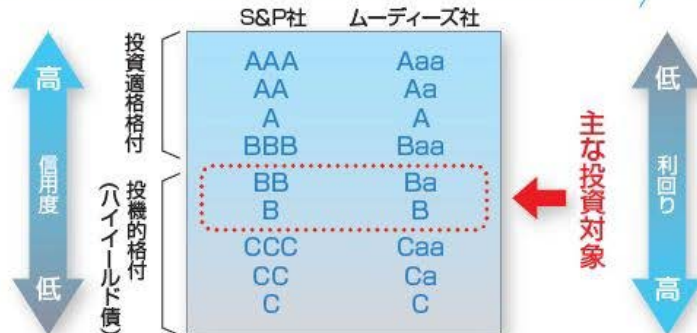 S&P社 ムーディーズ社
高
信用度
低
投資適格格付
投機的格付
(ハイイールド債)
AAA Aaa
AA Aa
A A
BBB Baa
BB Ba
B B
CCC Caa
CC Ca
C C
主な投資対象
低
利回り
高